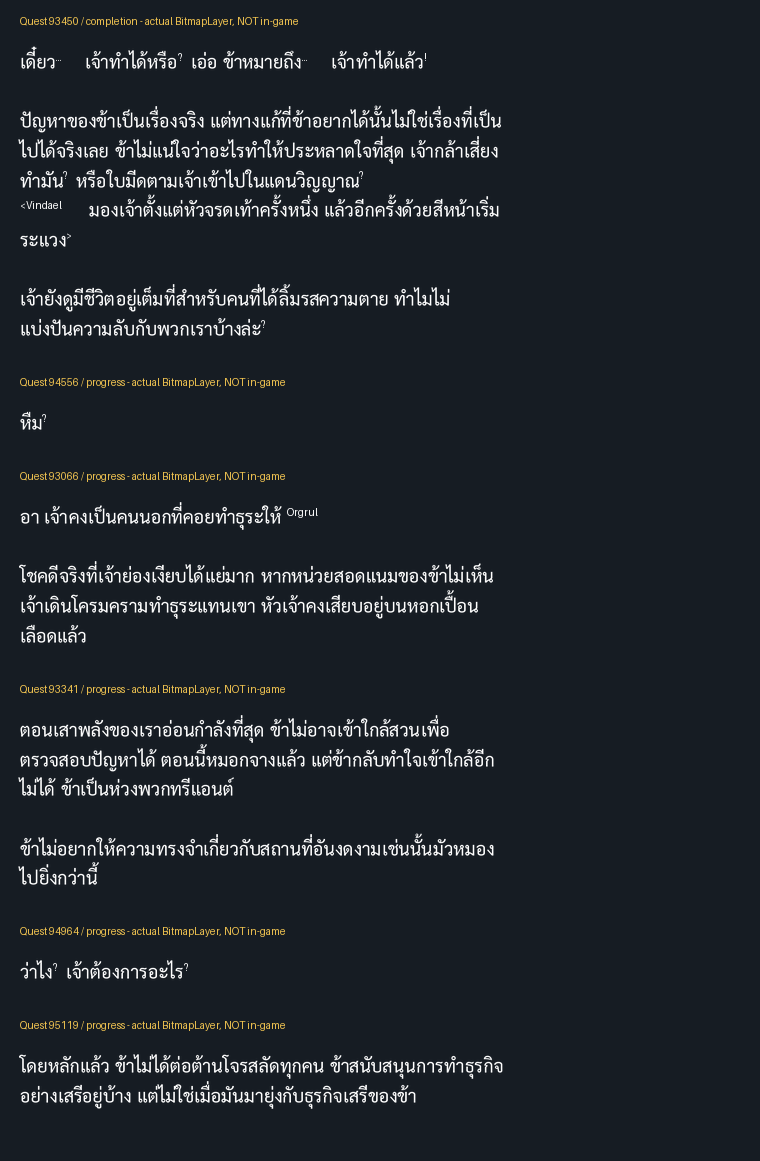 Quest 93450 / completion - actual BitmapLayer, NOT in-game
เดี๋ยว... เจ้าทำได้หรือ? เอ่อ ข้าหมายถึง... เจ้าทำได้แล้ว!
ปัญหาของข้าเป็นเรื่องจริง แต่ทางแก้ที่ข้าอยากได้นั้นไม่ใช่เรื่องที่เป็น
ไปได้จริงเลย ข้าไม่แน่ใจว่าอะไรทำให้ประหลาดใจที่สุด เจ้ากล้าเสี่ยง
ทำมัน? หรือใบมีดตามเจ้าเข้าไปในแดนวิญญาณ?
<Vindael มองเจ้าตั้งแต่หัวจรดเท้าครั้งหนึ่ง แล้วอีกครั้งด้วยสีหน้าเริ่ม
ระแวง>
เจ้ายังดูมีชีวิตอยู่เต็มที่สำหรับคนที่ได้ลิ้มรสความตาย ทำไมไม่
แบ่งปันความลับกับพวกเราบ้างล่ะ?
Quest 94556 / progress - actual BitmapLayer, NOT in-game
หืม?
Quest 93066 / progress - actual BitmapLayer, NOT in-game
อา เจ้าคงเป็นคนนอกที่คอยทำธุระให้ Orgrul
โชคดีจริงที่เจ้าย่องเงียบได้แย่มาก หากหน่วยสอดแนมของข้าไม่เห็น
เจ้าเดินโครมครามทำธุระแทนเขา หัวเจ้าคงเสียบอยู่บนหอกเปื้อน
เลือดแล้ว
Quest 93341 / progress - actual BitmapLayer, NOT in-game
ตอนเสาพลังของเราอ่อนกำลังที่สุด ข้าไม่อาจเข้าใกล้สวนเพื่อ
ตรวจสอบปัญหาได้ ตอนนี้หมอกจางแล้ว แต่ข้ากลับทำใจเข้าใกล้อีก
ไม่ได้ ข้าเป็นห่วงพวกทรีแอนต์
ข้าไม่อยากให้ความทรงจำเกี่ยวกับสถานที่อันงดงามเช่นนั้นมัวหมอง
ไปยิ่งกว่านี้
Quest 94964 / progress - actual BitmapLayer, NOT in-game
ว่าไง? เจ้าต้องการอะไร?
Quest 95119 / progress - actual BitmapLayer, NOT in-game
โดยหลักแล้ว ข้าไม่ได้ต่อต้านโจรสลัดทุกคน ข้าสนับสนุนการทำธุรกิจ
อย่างเสรีอยู่บ้าง แต่ไม่ใช่เมื่อมันมายุ่งกับธุรกิจเสรีของข้า